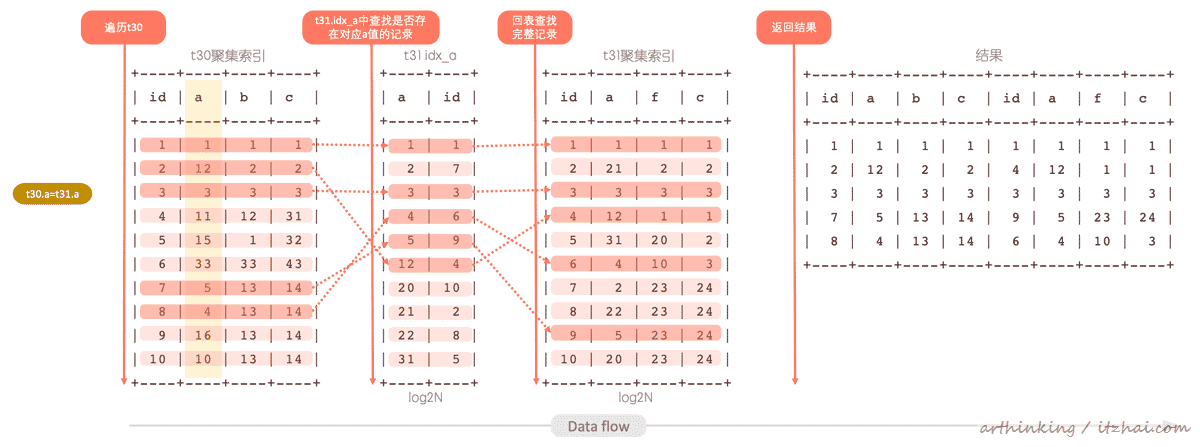 遍历t30
t31.idx_a中查找是否存
在对应a值的记录
回表查找
完整记录
返回结果
t30聚集索引
t31 idx_a
t31聚集索引
结果
t30.a=t31.a
+----+----+----+----+
| id | a | b | c |
+----+----+----+----+
| 1 | 1 | 1 | 1 |
| 2 | 12 | 2 | 2 |
| 3 | 3 | 3 | 3 |
| 4 | 11 | 12 | 31 |
| 5 | 15 | 1 | 32 |
| 6 | 33 | 33 | 43 |
| 7 | 5 | 13 | 14 |
| 8 | 4 | 13 | 14 |
| 9 | 16 | 13 | 14 |
| 10 | 10 | 13 | 14 |
+----+----+----+----+
+----+----+
| a | id |
+----+----+
| 1 | 1 |
| 2 | 7 |
| 3 | 3 |
| 4 | 6 |
| 5 | 9 |
| 12 | 4 |
| 20 | 10 |
| 21 | 2 |
| 22 | 8 |
| 31 | 5 |
+----+----+
log2N
+----+----+----+----+
| id | a | f | c |
+----+----+----+----+
| 1 | 1 | 1 | 1 |
| 2 | 21 | 2 | 2 |
| 3 | 3 | 3 | 3 |
| 4 | 12 | 1 | 1 |
| 5 | 31 | 20 | 2 |
| 6 | 4 | 10 | 3 |
| 7 | 2 | 23 | 24 |
| 8 | 22 | 23 | 24 |
| 9 | 5 | 23 | 24 |
| 10 | 20 | 23 | 24 |
+----+----+----+----+
log2N
+----+----+----+----+----+----+----+----+
| id | a | b | c | id | a | f | c |
+----+----+----+----+----+----+----+----+
| 1 | 1 | 1 | 1 | 1 | 1 | 1 | 1 |
| 2 | 12 | 2 | 2 | 4 | 12 | 1 | 1 |
| 3 | 3 | 3 | 3 | 3 | 3 | 3 | 3 |
| 7 | 5 | 13 | 14 | 9 | 5 | 23 | 24 |
| 8 | 4 | 13 | 14 | 6 | 4 | 10 | 3 |
+----+----+----+----+----+----+----+----+
Data flow
arthinking / itzhai.com